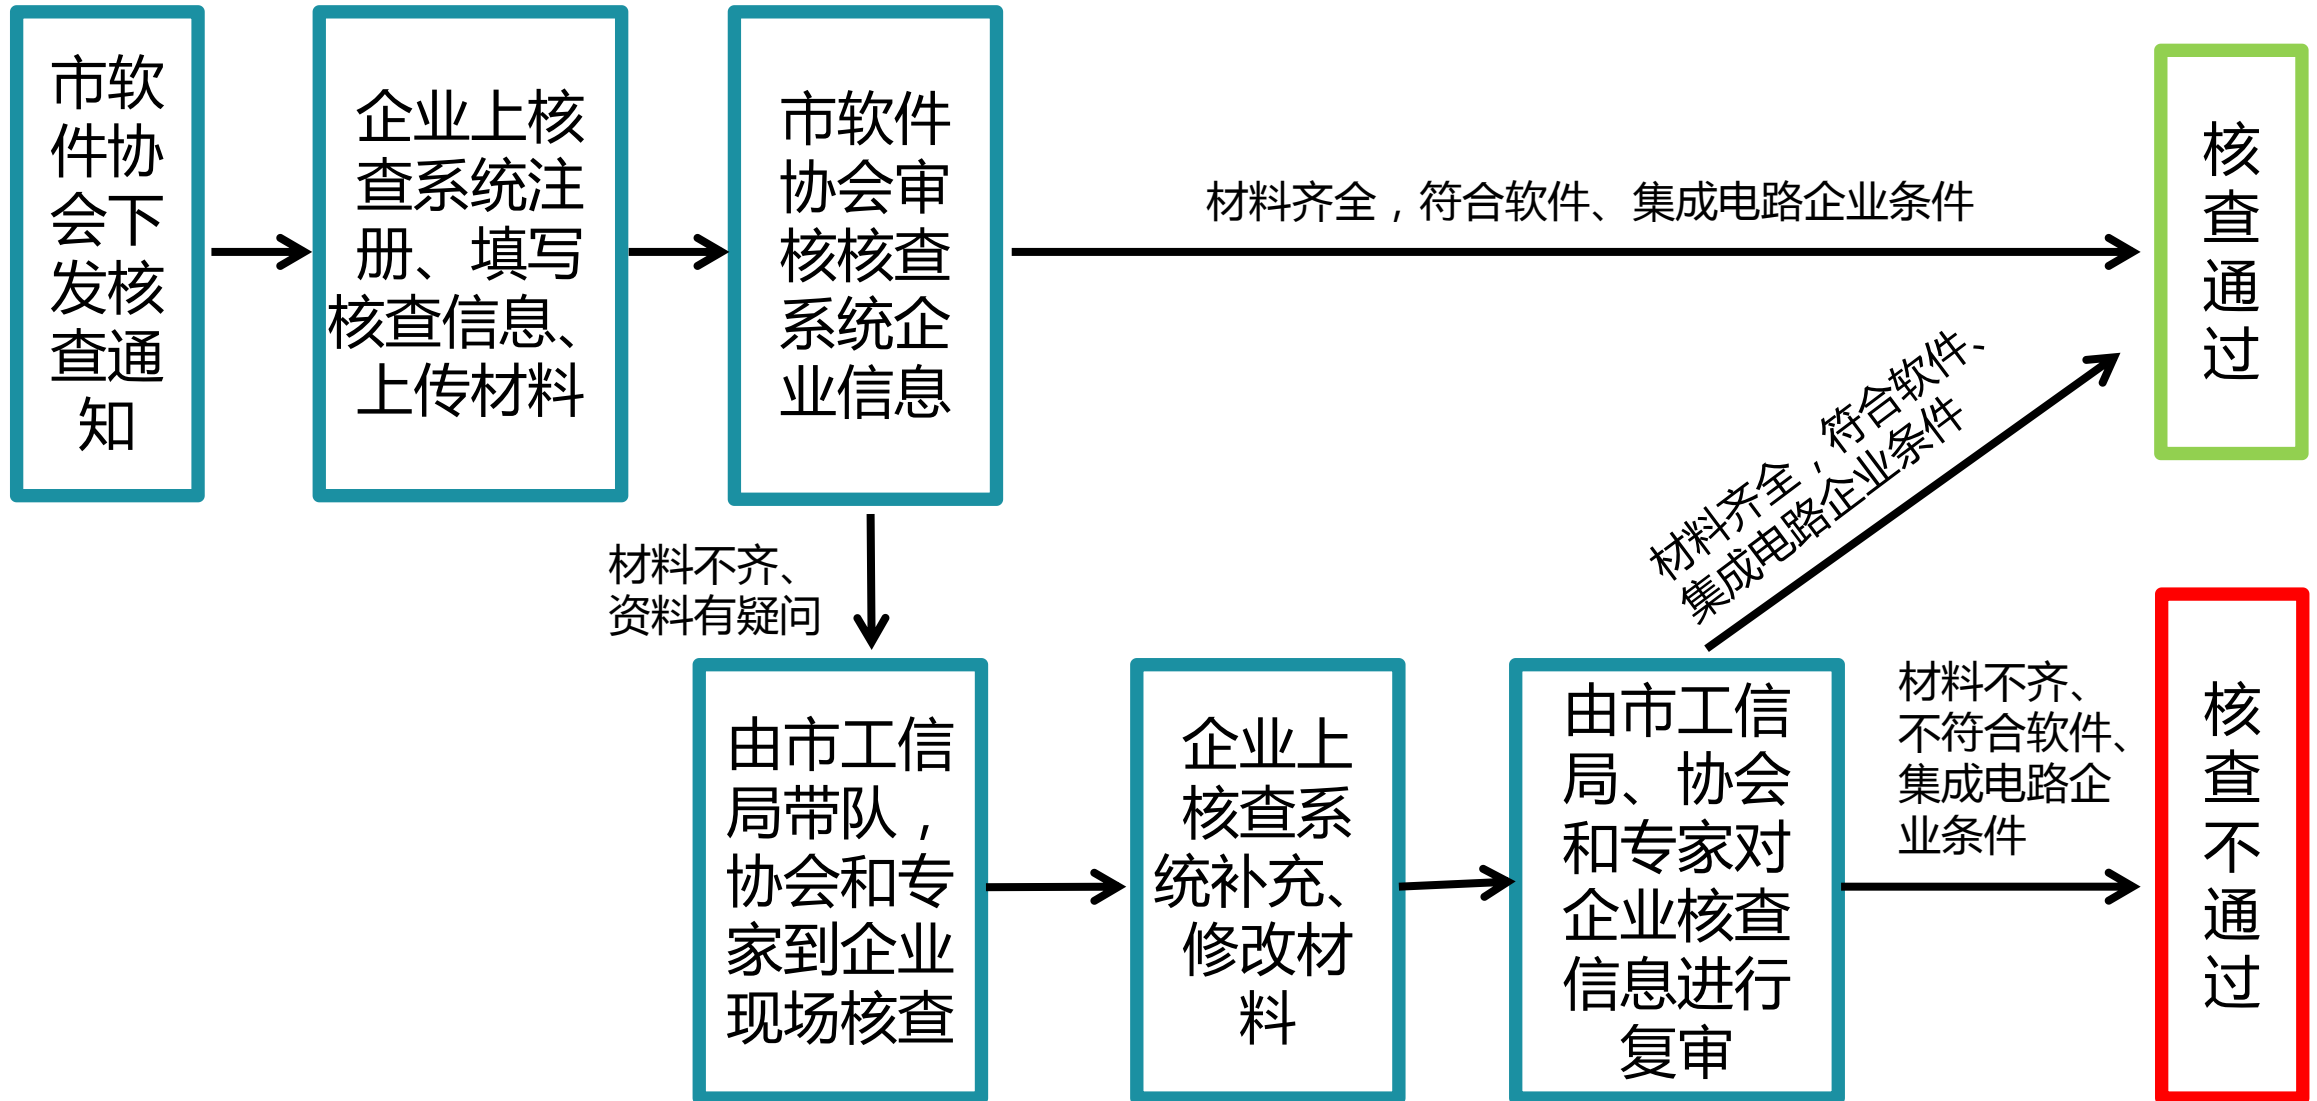 市软
件协
会下
发核
查通
知
企业上核
查系统注
册、填写
核查信息、
上传材料
市软件
协会审
核核查
系统企
业信息
材料齐全，符合软件、集成电路企业条件
核
查
通
过
材料不齐、
资料有疑问
由市工信
局带队，
协会和专
家到企业
现场核查
企业上
核查系
统补充、
修改材
料
由市工信
局、协会
和专家对
企业核查
信息进行
复审
材料齐全，符合软件、
集成电路企业条件
材料不齐、
不符合软件、
集成电路企
业条件
核
查
不
通
过